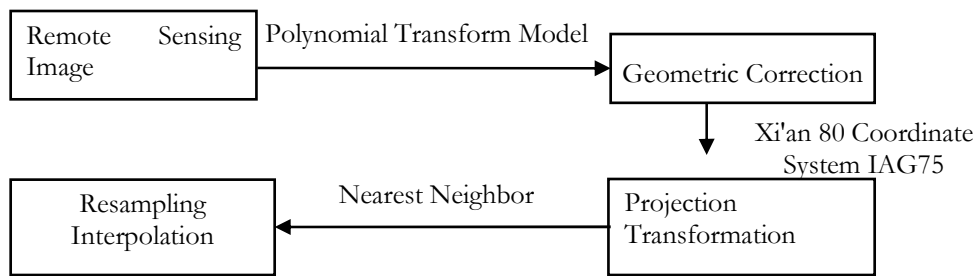 Remote Sensing
Image
Polynomial Transform Model
Geometric Correction
Xi'an 80 Coordinate
System IAG75
Projection
Transformation
Nearest Neighbor
Resampling
Interpolation